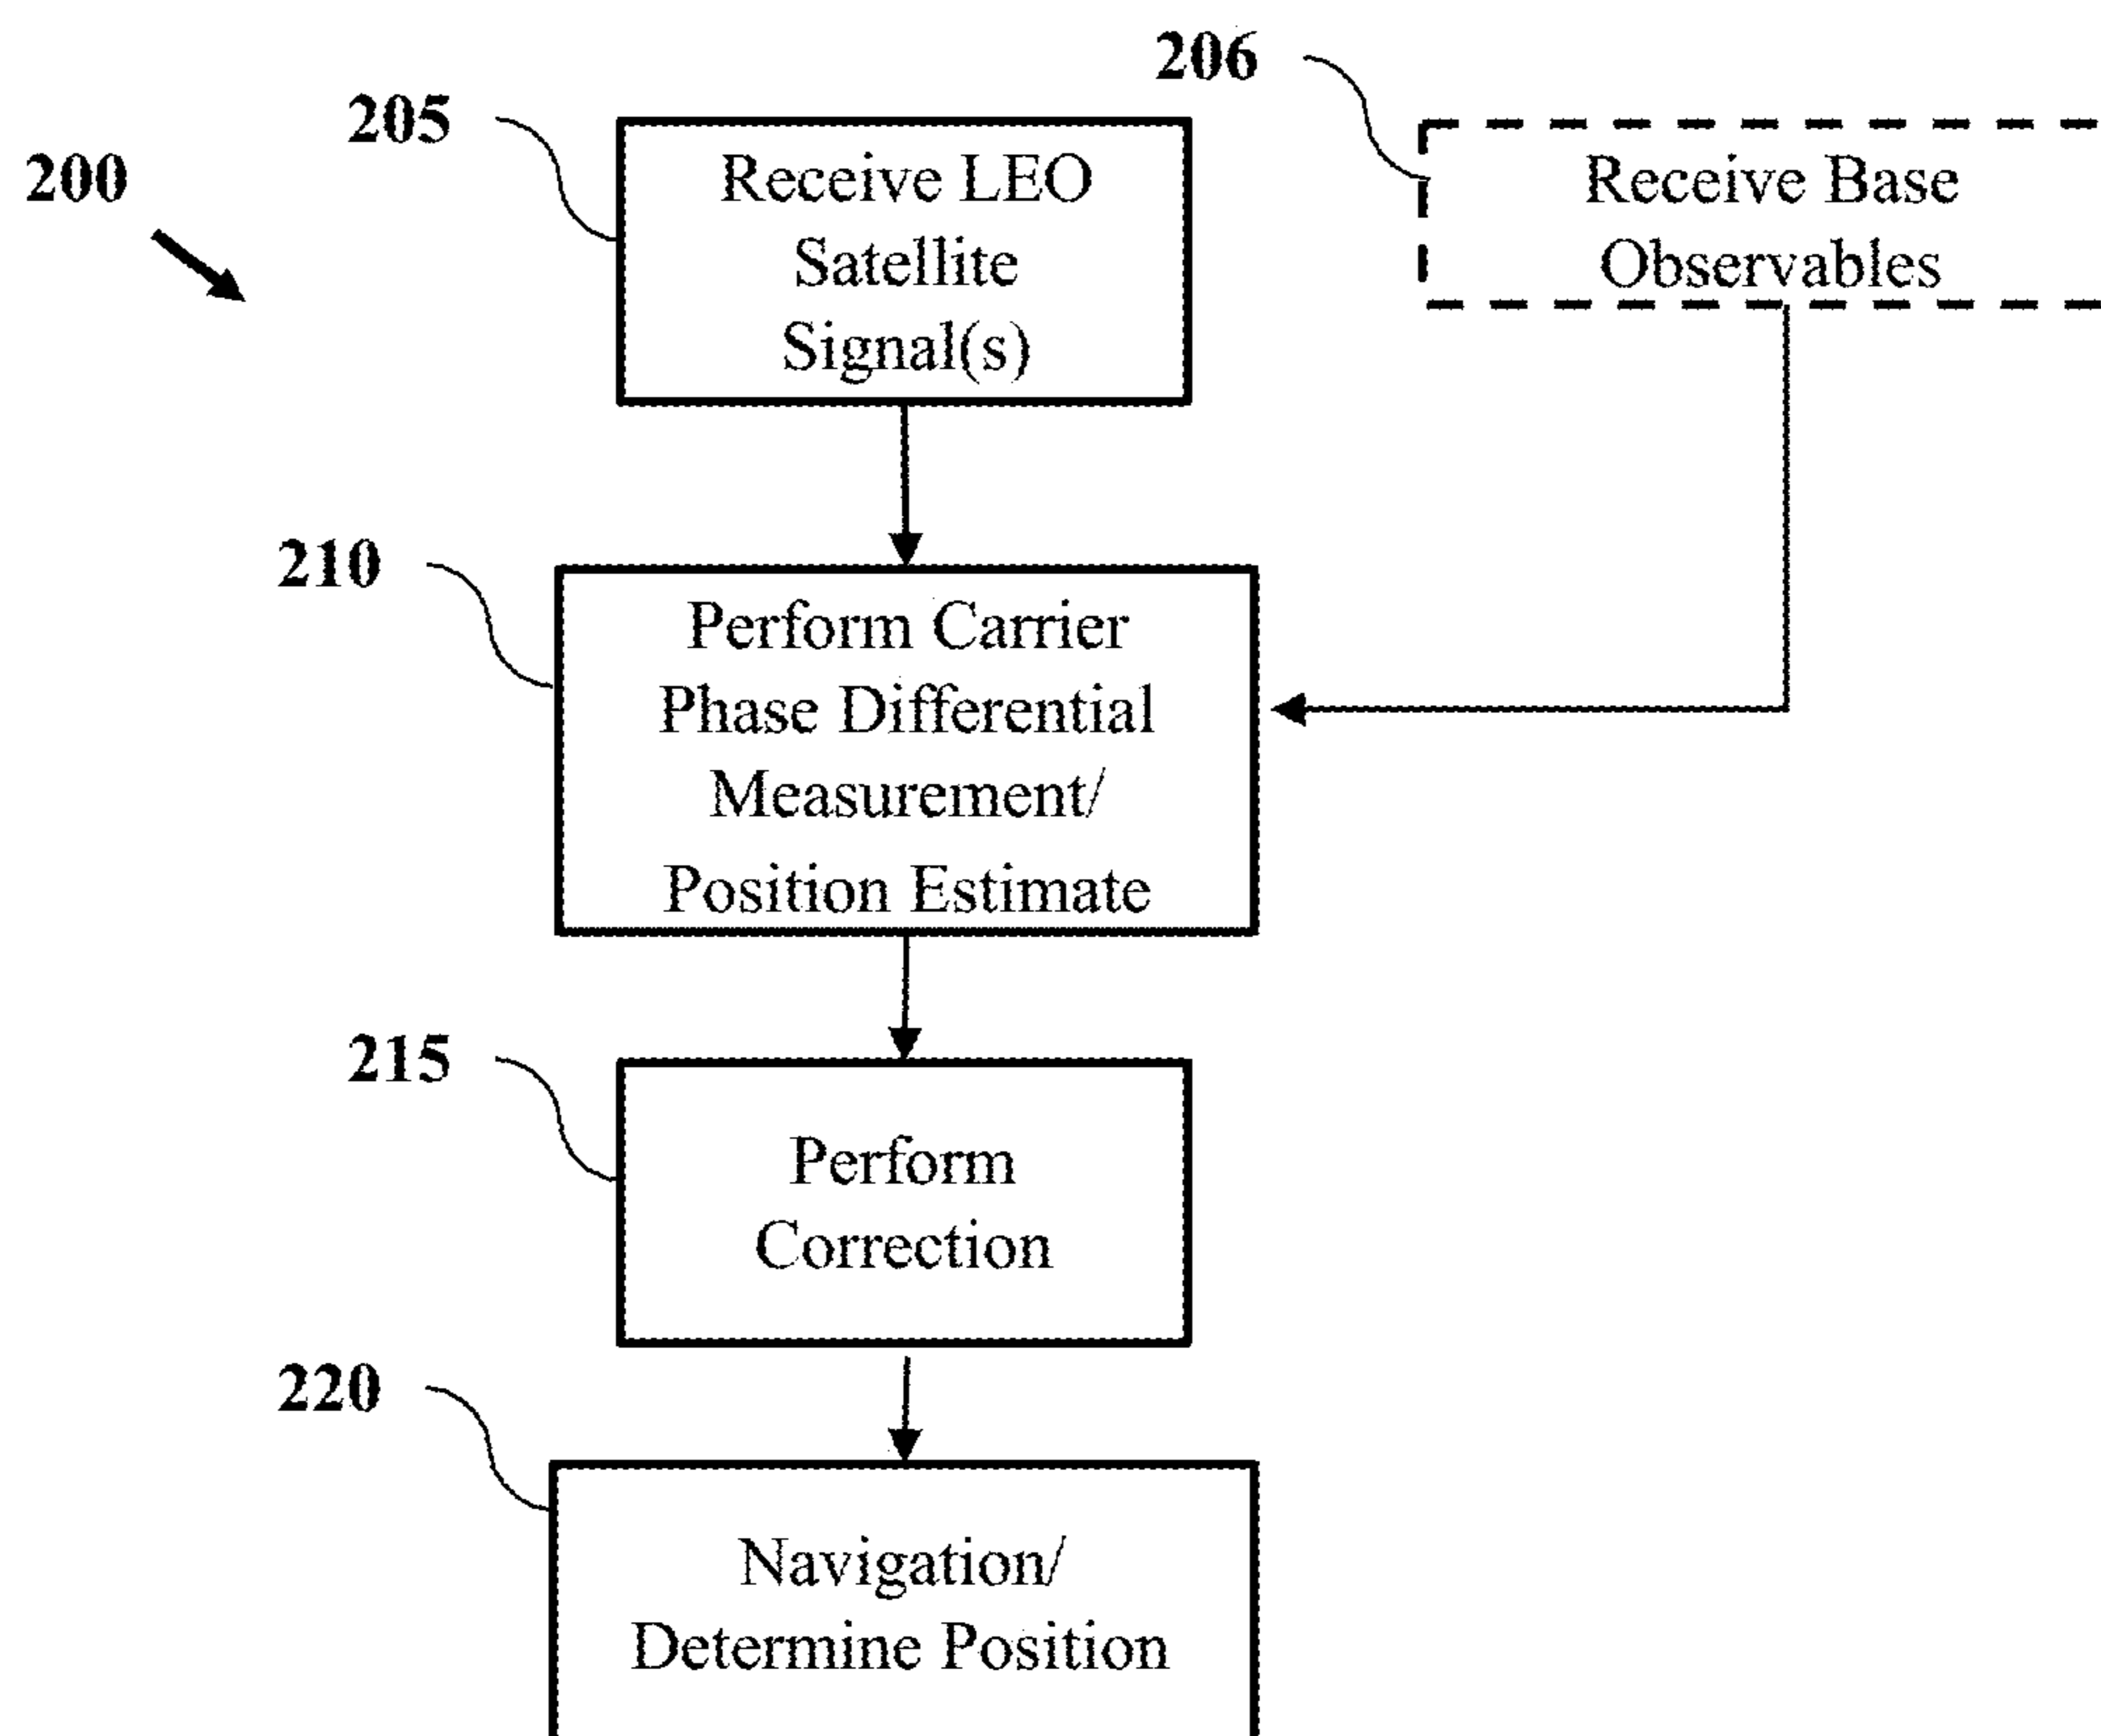 206
205
200
Receive LEO
Satellite
Signal(s)
Receive Base
Observables
210
Perform Carrier
Phase Differential
Measurement/
Position Estimate
215
Perform
Correction
220
Navigation/
Determine Position